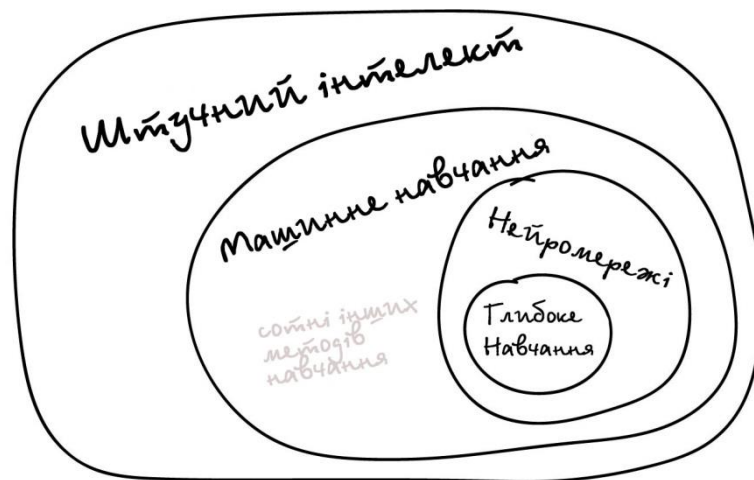 Штучний інтелект
Машинне навчання
Нейромережі
сотні інших
методів
навчання
Глибоке
Навчання